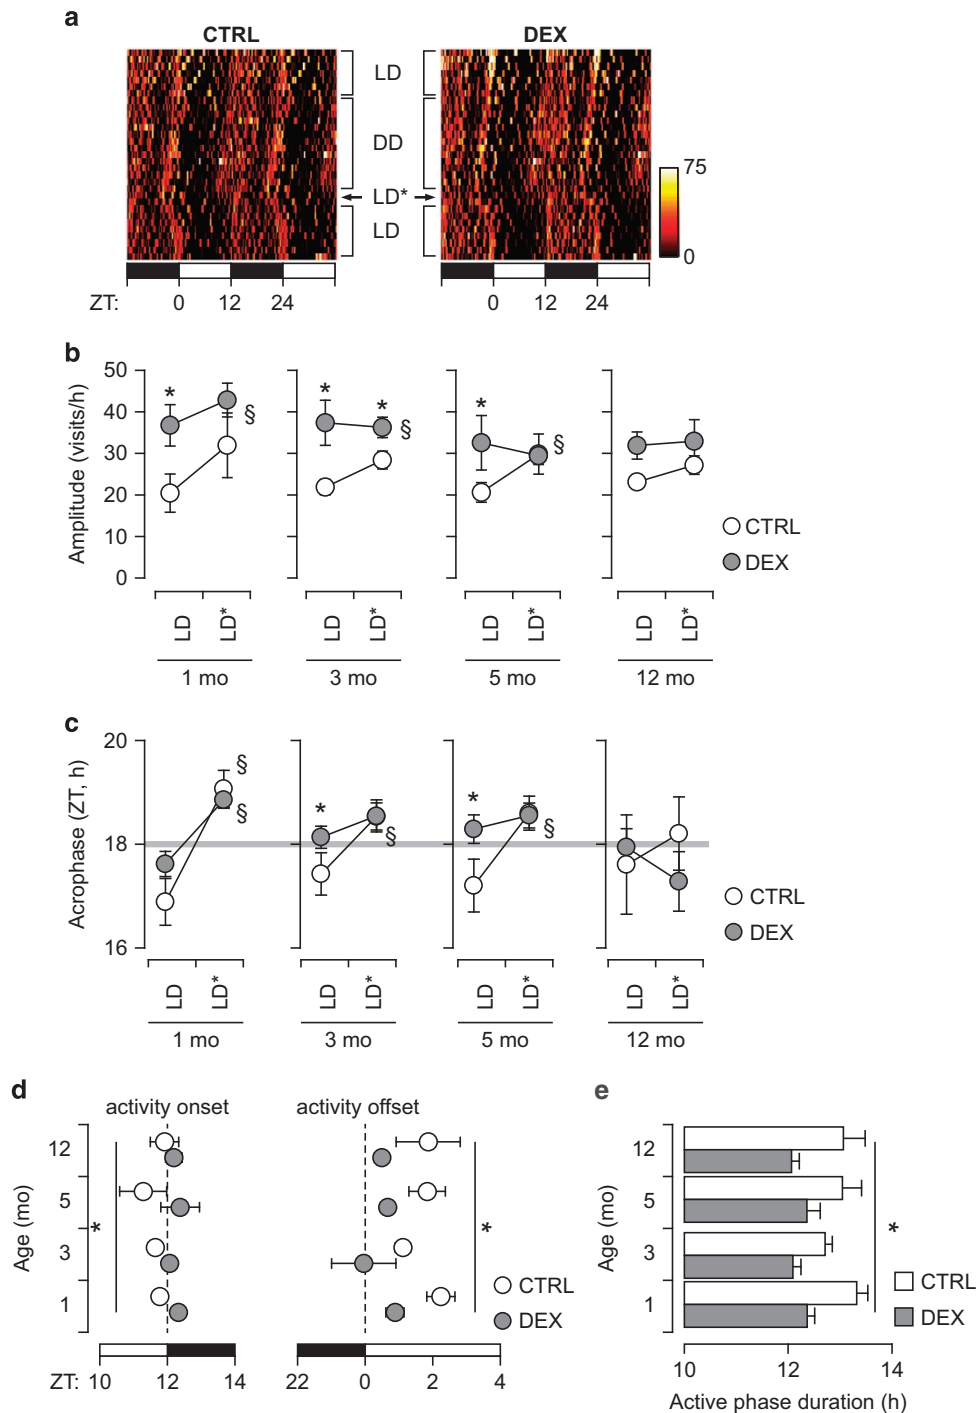 a
CTRL
DEX
LD
DD
LD*
LD
75
0
ZT: 0 12 24 0 12 24
b
Amplitude (visits/h)
50
40
30
20
10
0
* § * * § * §
CTRL
DEX
LD LD* LD LD* LD LD* LD LD*
1 mo 3 mo 5 mo 12 mo
c
Acrophase (ZT, h)
20
18
16
§ § * § * §
CTRL
DEX
LD LD* LD LD* LD LD* LD LD*
1 mo 3 mo 5 mo 12 mo
d
activity onset activity offset
Age (mo)
12
5
3
1
* *
CTRL
DEX
ZT: 10 12 14 22 0 2 4
e
Age (mo)
12
5
3
1
*
CTRL
DEX
10 12 14
Active phase duration (h)